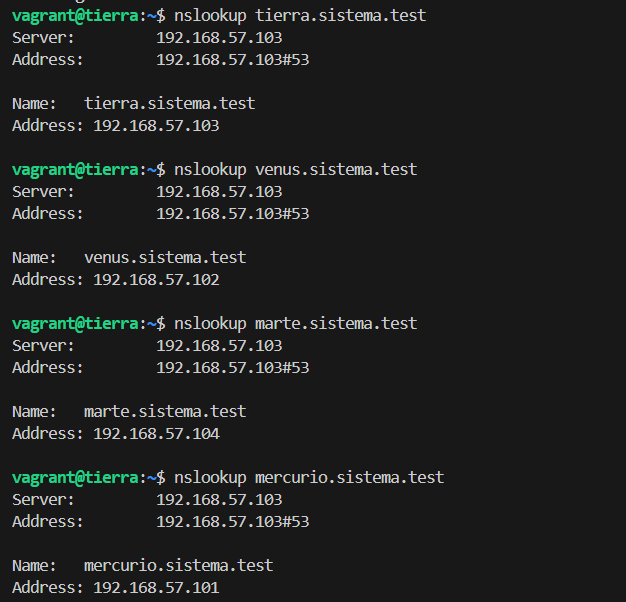 vagrant@tierra:~$ nslookup tierra.sistema.test
Server:         192.168.57.103
Address:        192.168.57.103#53

Name:   tierra.sistema.test
Address: 192.168.57.103

vagrant@tierra:~$ nslookup venus.sistema.test
Server:         192.168.57.103
Address:        192.168.57.103#53

Name:   venus.sistema.test
Address: 192.168.57.102

vagrant@tierra:~$ nslookup marte.sistema.test
Server:         192.168.57.103
Address:        192.168.57.103#53

Name:   marte.sistema.test
Address: 192.168.57.104

vagrant@tierra:~$ nslookup mercurio.sistema.test
Server:         192.168.57.103
Address:        192.168.57.103#53

Name:   mercurio.sistema.test
Address: 192.168.57.101